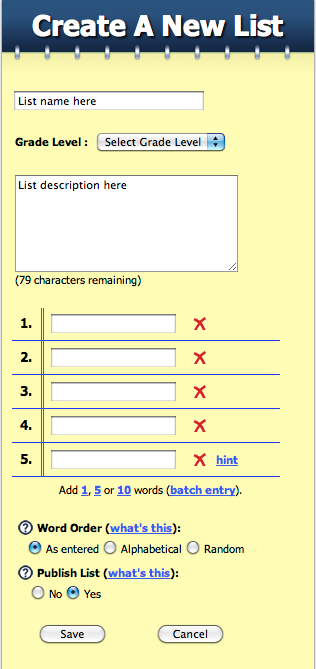 Create A New List
List name here
Grade Level : Select Grade Level
List description here
(79 characters remaining)
1.
2.
3.
4.
5. hint
Add 1, 5 or 10 words (batch entry).
? Word Order (what's this):
As entered Alphabetical Random
? Publish List (what's this):
No Yes
Save Cancel